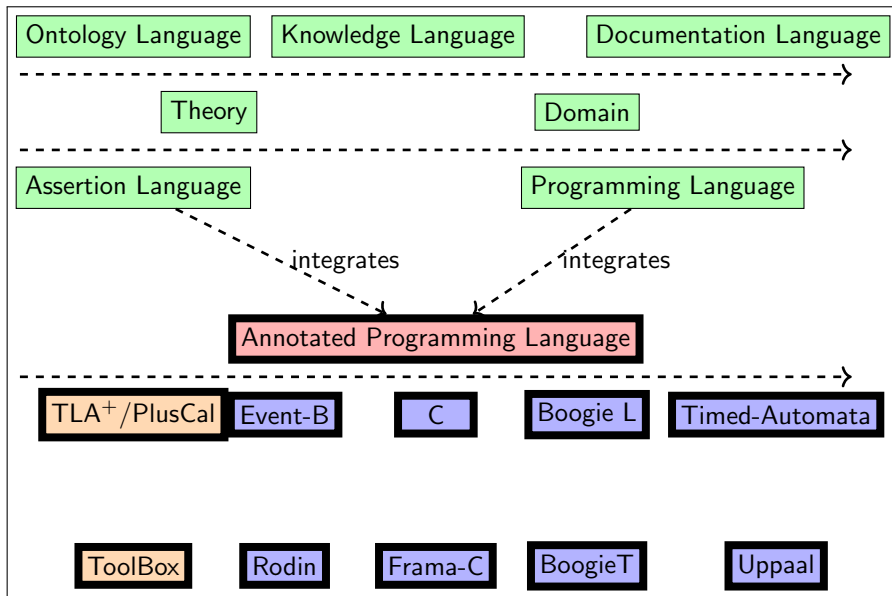 Ontology Language
Knowledge Language
Documentation Language
Theory
Domain
Assertion Language
Programming Language
integrates
integrates
Annotated Programming Language
TLA⁺/PlusCal
Event-B
C
Boogie L
Timed-Automata
ToolBox
Rodin
Frama-C
BoogieT
Uppaal